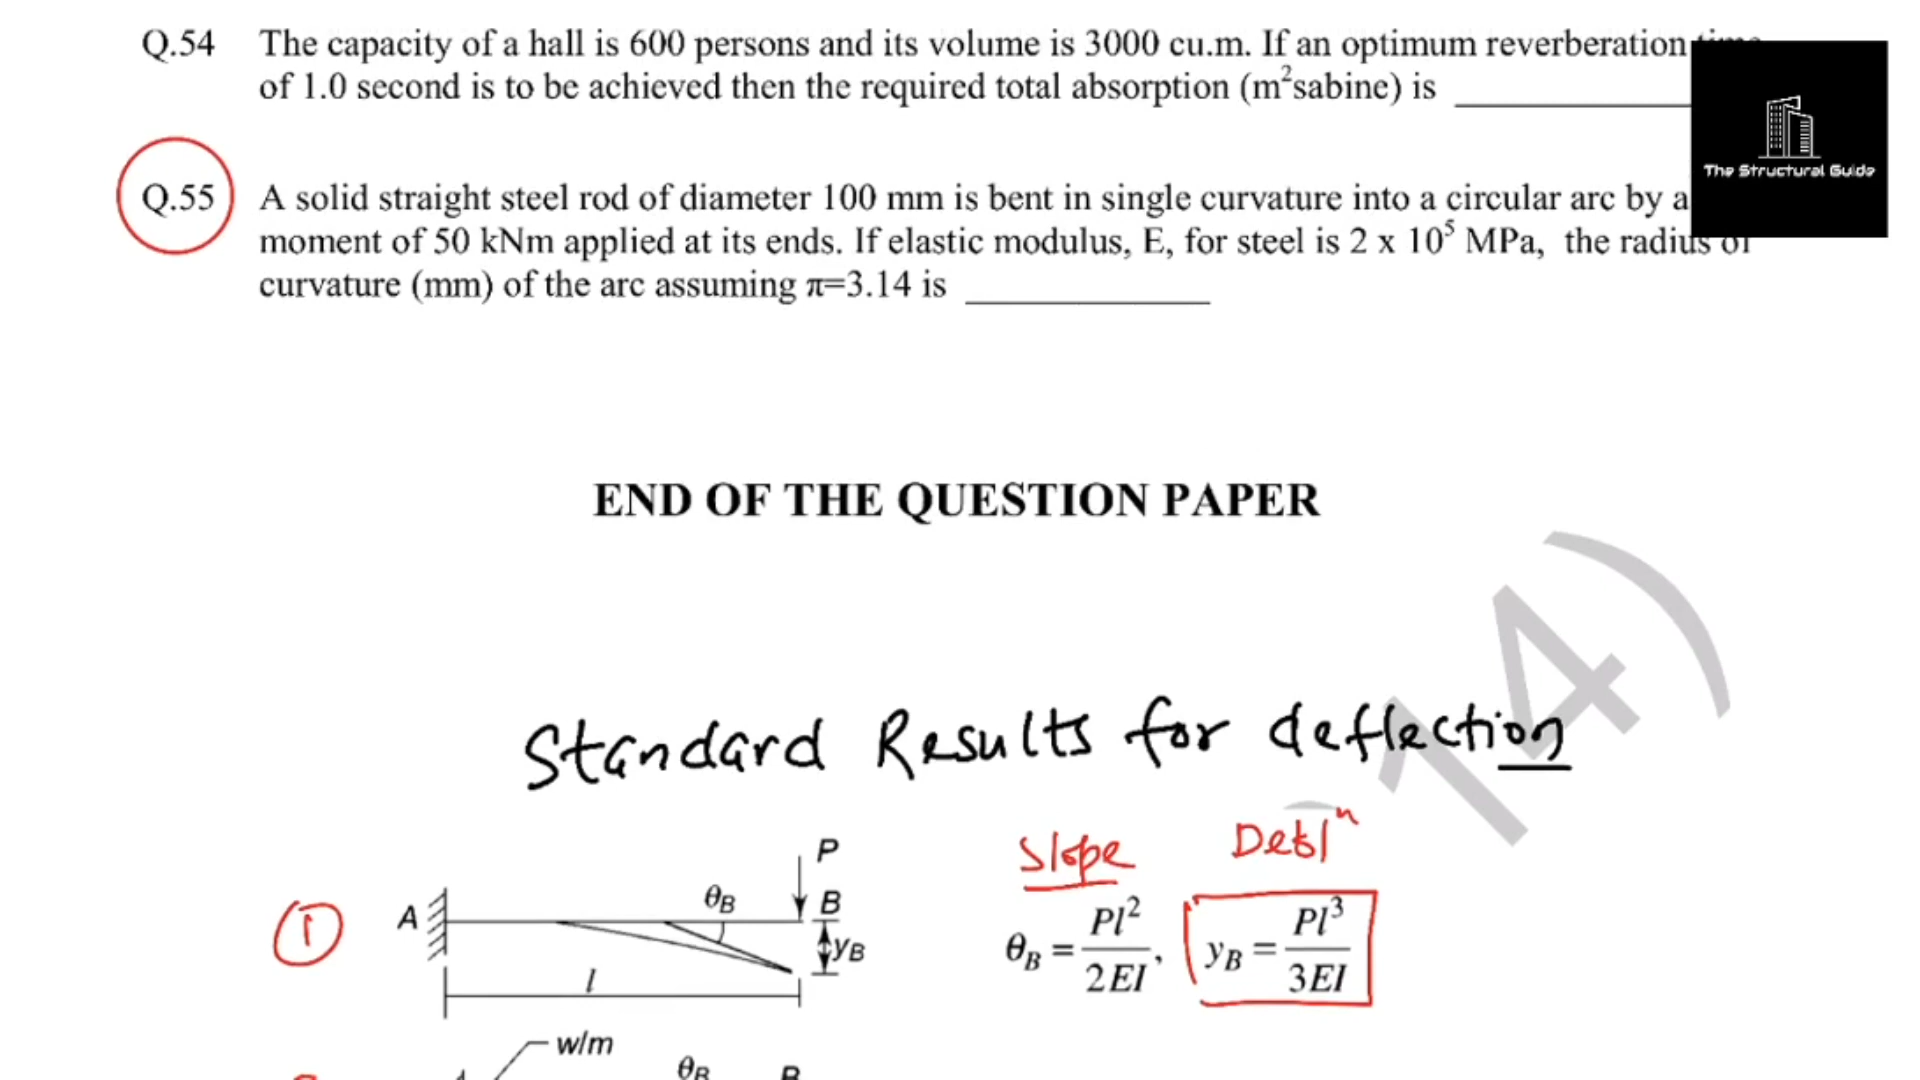 Q.54 The capacity of a hall is 600 persons and its volume is 3000 cu.m. If an optimum reverberation
of 1.0 second is to be achieved then the required total absorption (m²sabine) is
The Structural Guide
Q.55 A solid straight steel rod of diameter 100 mm is bent in single curvature into a circular arc by a
moment of 50 kNm applied at its ends. If elastic modulus, E, for steel is 2 x 10⁵ MPa, the radius of
curvature (mm) of the arc assuming π=3.14 is
END OF THE QUESTION PAPER
14)
Standard Results for deflection
Slope Deflⁿ
① A θB P B yB l θB = Pl²/2EI, yB = Pl³/3EI
w/m
θB B